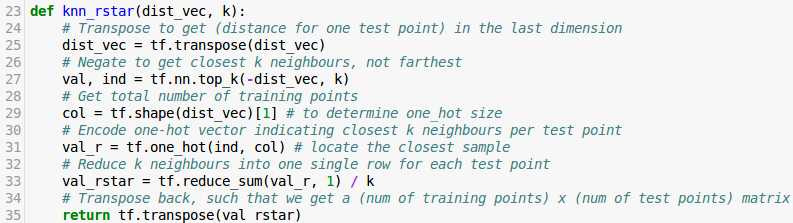 23 def knn_rstar(dist_vec, k):
24     # Transpose to get (distance for one test point) in the last dimension
25     dist_vec = tf.transpose(dist_vec)
26     # Negate to get closest k neighbours, not farthest
27     val, ind = tf.nn.top_k(-dist_vec, k)
28     # Get total number of training points
29     col = tf.shape(dist_vec)[1] # to determine one_hot size
30     # Encode one-hot vector indicating closest k neighbours per test point
31     val_r = tf.one_hot(ind, col) # locate the closest sample
32     # Reduce k neighbours into one single row for each test point
33     val_rstar = tf.reduce_sum(val_r, 1) / k
34     # Transpose back, such that we get a (num of training points) x (num of test points) matrix
35     return tf.transpose(val_rstar)